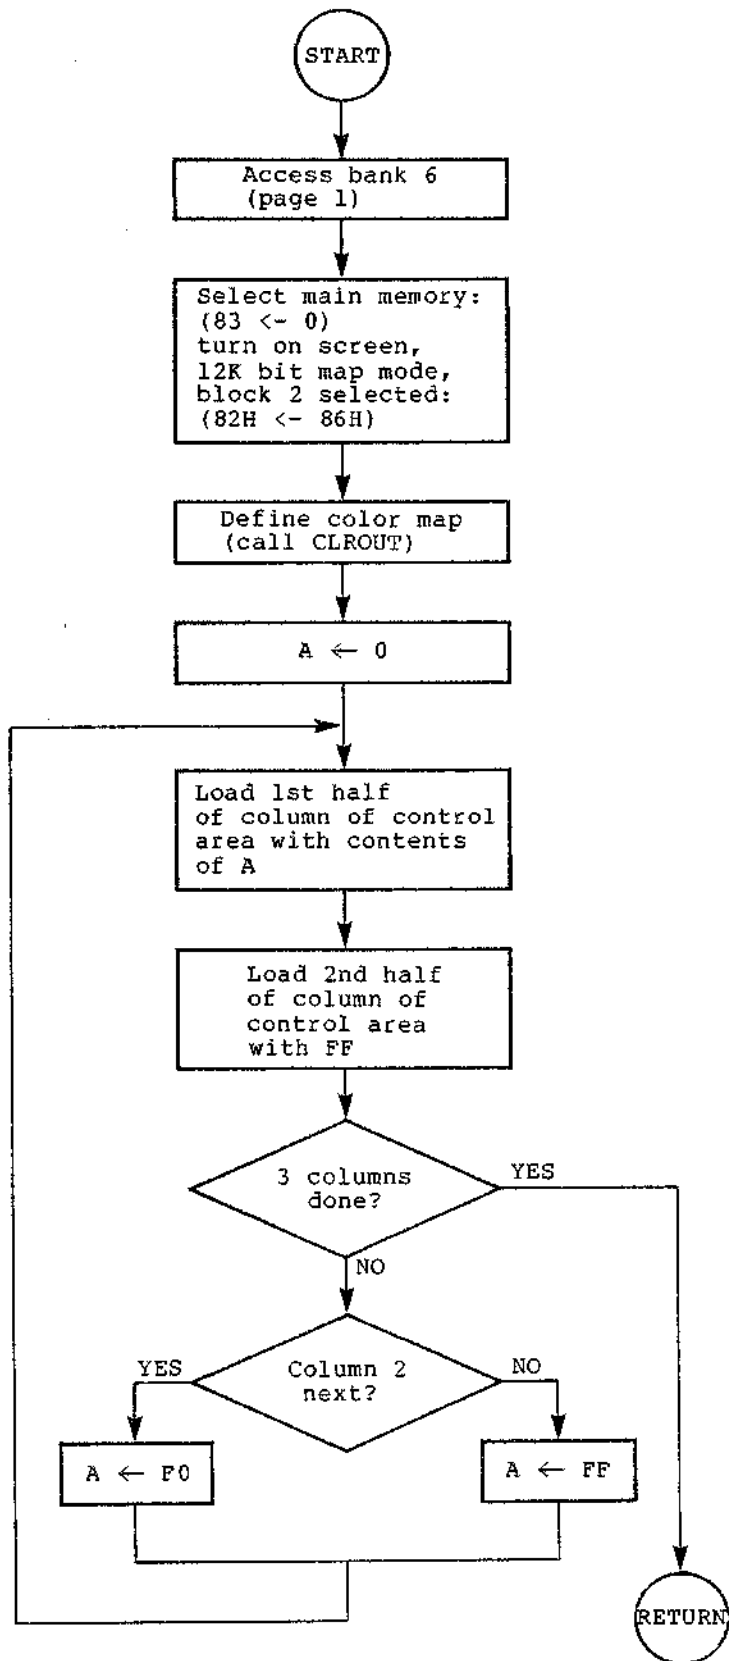 START
Access bank 6
(page 1)
Select main memory:
(83 <- 0)
turn on screen,
12K bit map mode,
block 2 selected:
(82H <- 86H)
Define color map
(call CLROUT)
A ← 0
Load 1st half
of column of control
area with contents
of A
Load 2nd half
of column of
control area
with FF
3 columns
done?
YES
NO
Column 2
next?
YES
NO
A ← F0
A ← FF
RETURN